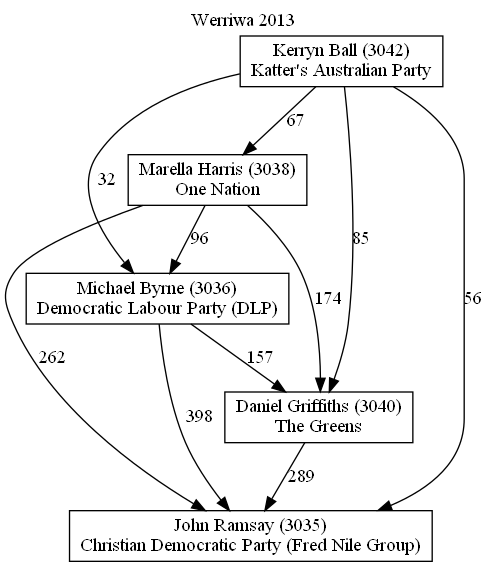 Werriwa 2013
Kerryn Ball (3042)
Katter's Australian Party
67
Marella Harris (3038)
One Nation
32
96
85
Michael Byrne (3036)
Democratic Labour Party (DLP)
174
56
262
157
Daniel Griffiths (3040)
The Greens
398
289
John Ramsay (3035)
Christian Democratic Party (Fred Nile Group)